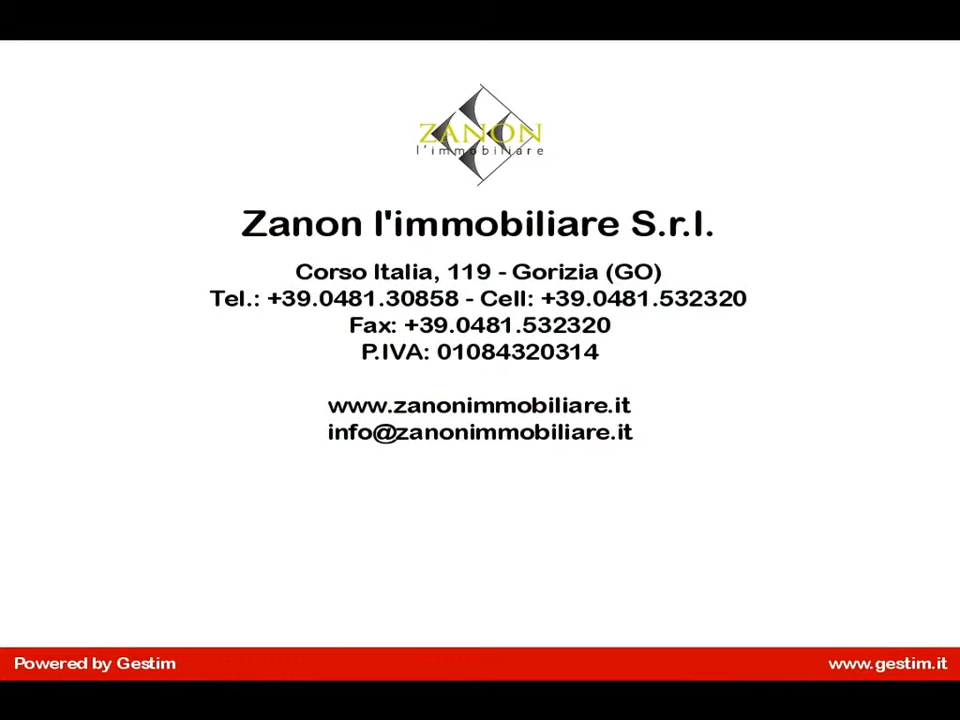 ZANON
l'immobiliare
Zanon l'immobiliare S.r.l.
Corso Italia, 119 - Gorizia (GO)
Tel.: +39.0481.30858 - Cell: +39.0481.532320
Fax: +39.0481.532320
P.IVA: 01084320314
www.zanonimmobiliare.it
info@zanonimmobiliare.it
Powered by Gestim
www.gestim.it